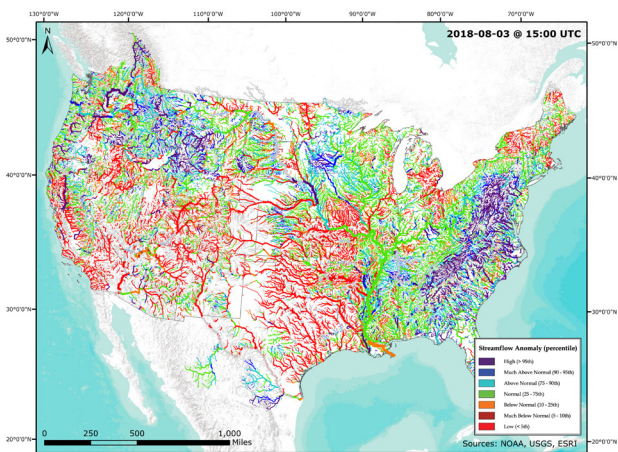 130°0'0"W 120°0'0"W 110°0'0"W 100°0'0"W 90°0'0"W 80°0'0"W 70°0'0"W
N
2018-08-03 @ 15:00 UTC
50°0'0"N 50°0'0"N
40°0'0"N 40°0'0"N
30°0'0"N 30°0'0"N
20°0'0"N 20°0'0"N
Streamflow Anomaly (percentile)
Much Above Normal (90 - 95th)
Above Normal (75 - 90th)
Normal (25 - 75th)
Below Normal (10 - 25th)
Much Below Normal (5 - 10th)
Low (< 5th)
0 250 500 1,000
Miles
Sources: NOAA, USGS, ESRI